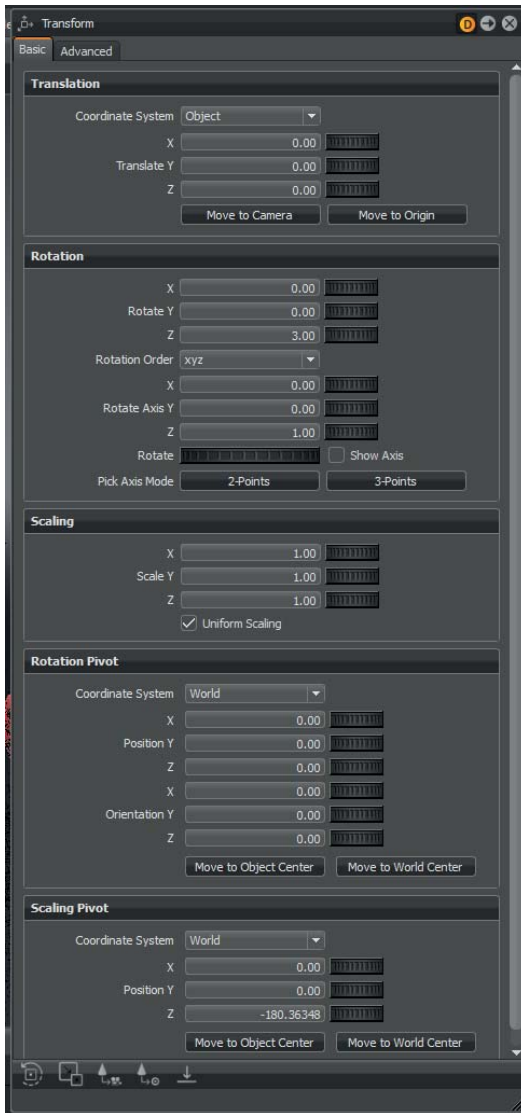 Transform
D
Basic Advanced
Translation
Coordinate System Object
X 0.00
Translate Y 0.00
Z 0.00
Move to Camera Move to Origin
Rotation
X 0.00
Rotate Y 0.00
Z 3.00
Rotation Order xyz
X 0.00
Rotate Axis Y 0.00
Z 1.00
Rotate Show Axis
Pick Axis Mode 2-Points 3-Points
Scaling
X 1.00
Scale Y 1.00
Z 1.00
Uniform Scaling
Rotation Pivot
Coordinate System World
X 0.00
Position Y 0.00
Z 0.00
X 0.00
Orientation Y 0.00
Z 0.00
Move to Object Center Move to World Center
Scaling Pivot
Coordinate System World
X 0.00
Position Y 0.00
Z -180.36348
Move to Object Center Move to World Center